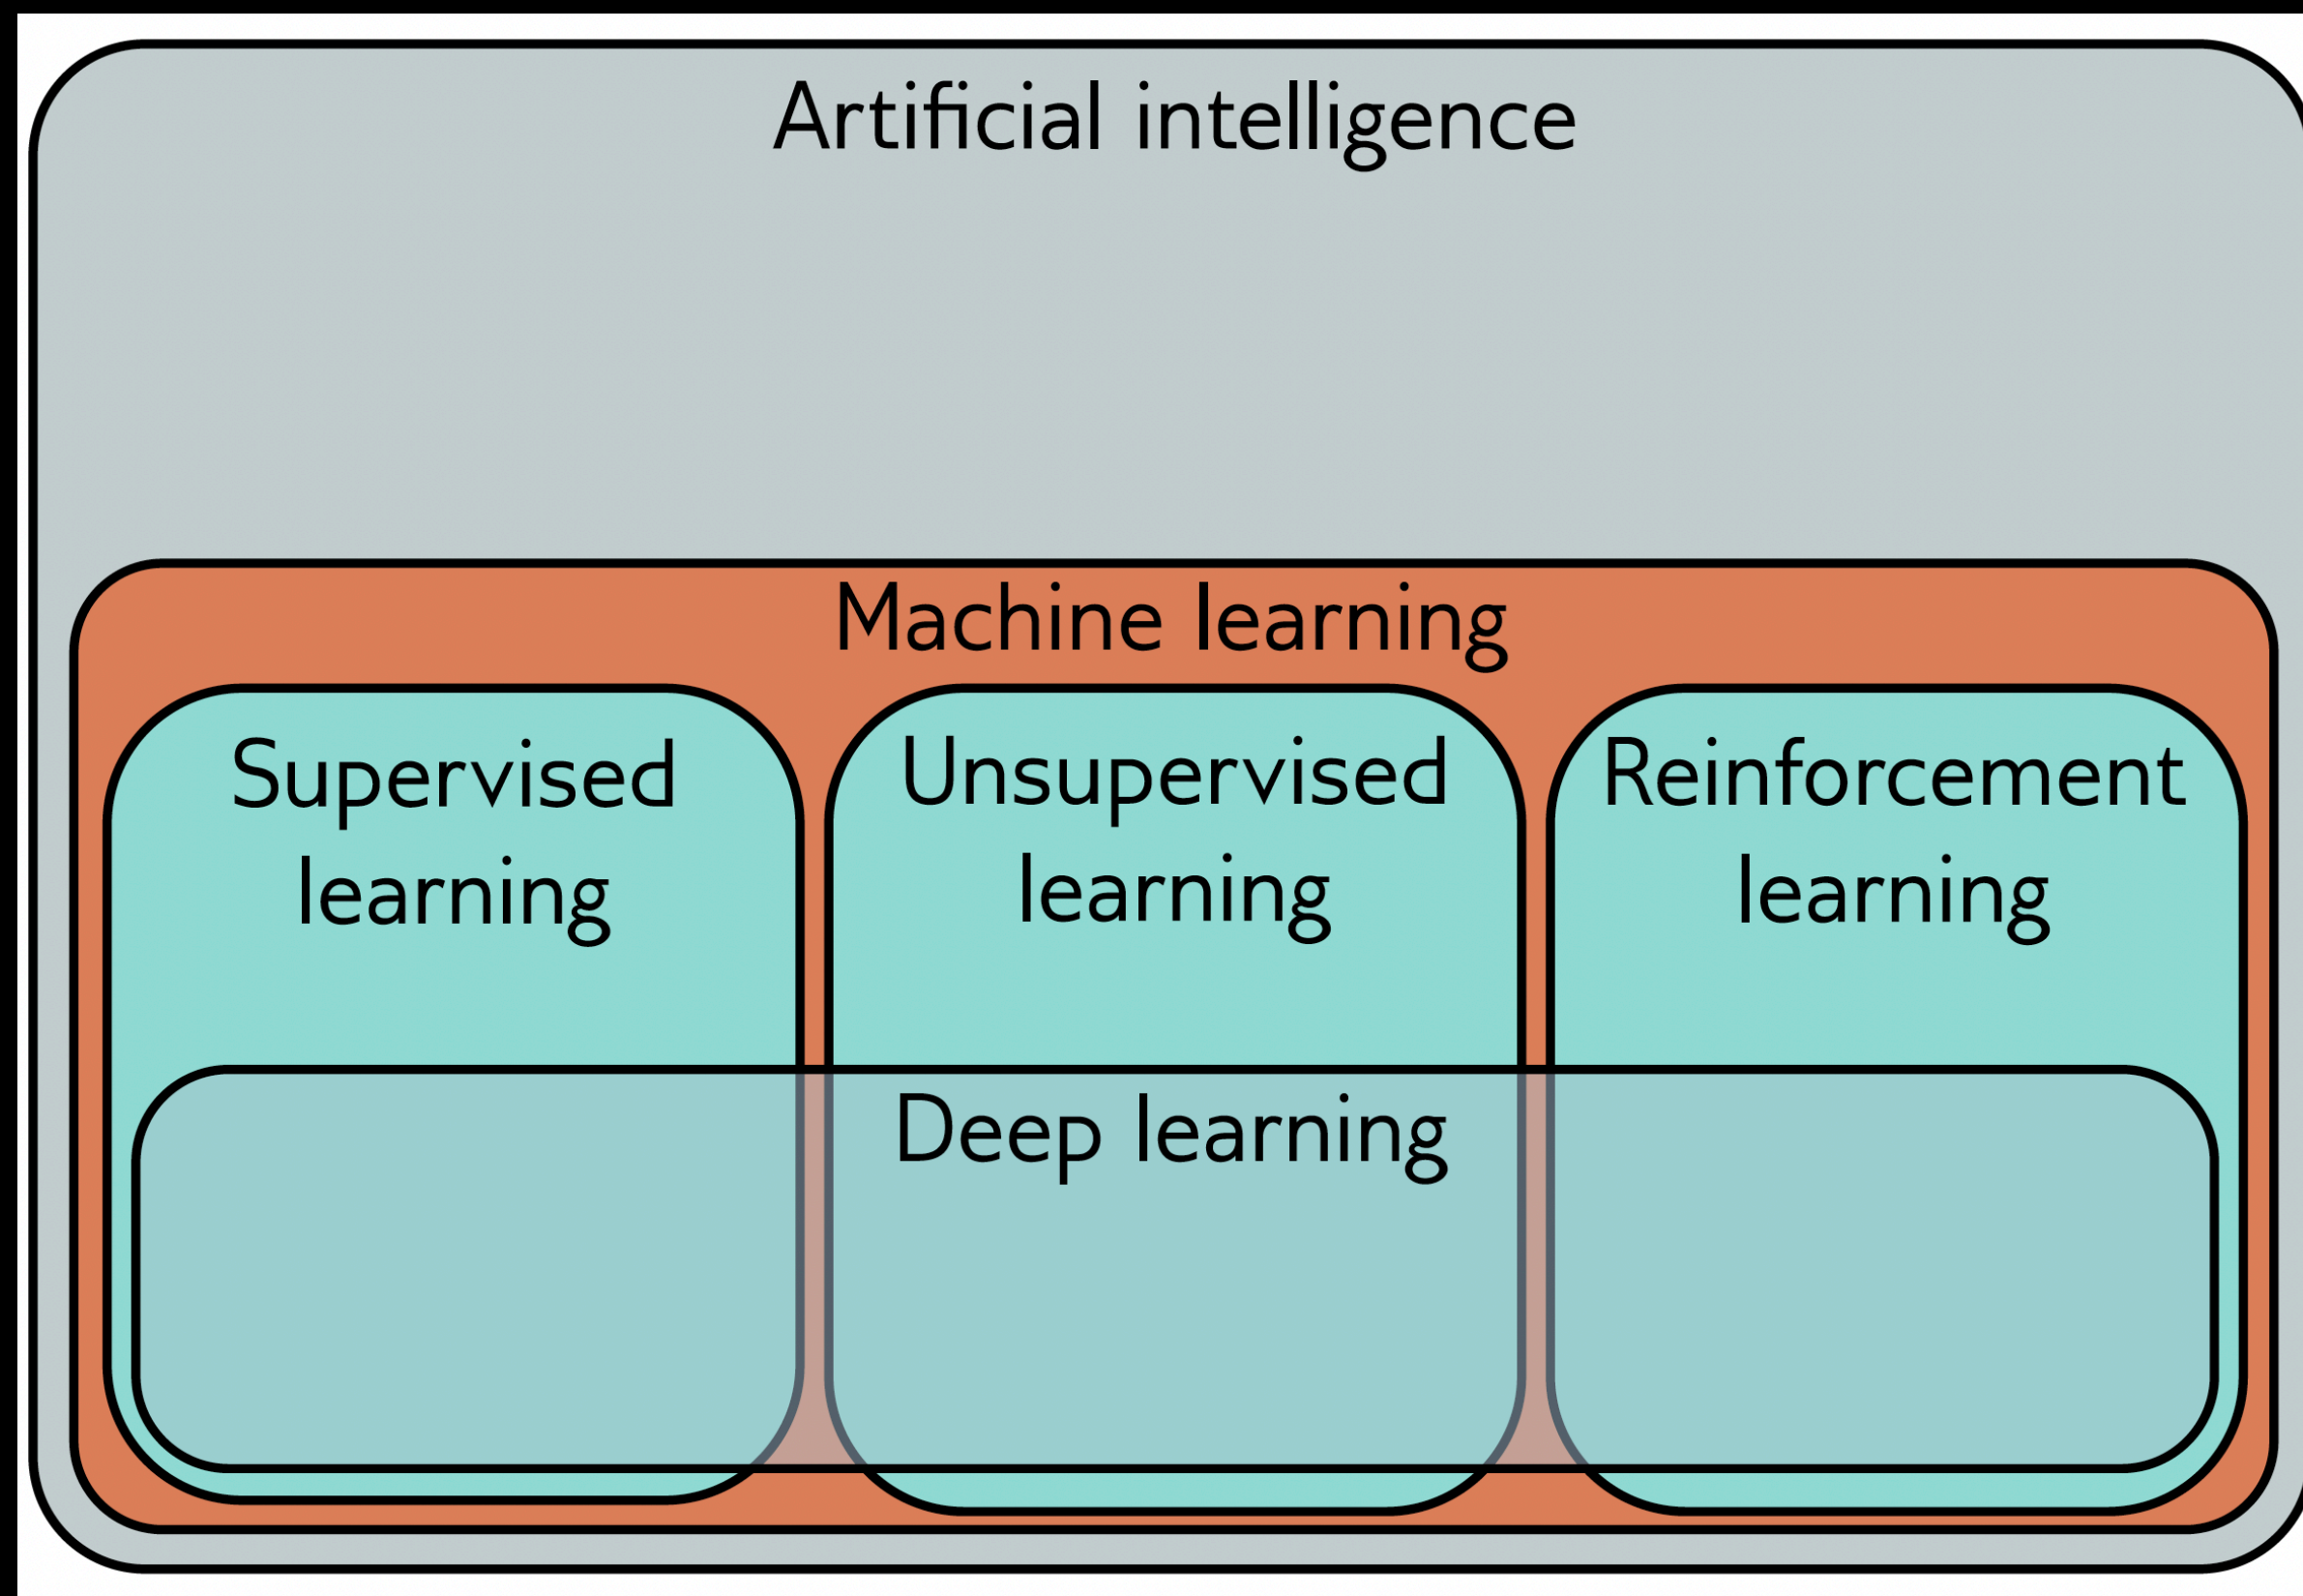 Artificial intelligence
Machine learning
Supervised
learning
Unsupervised
learning
Reinforcement
learning
Deep learning